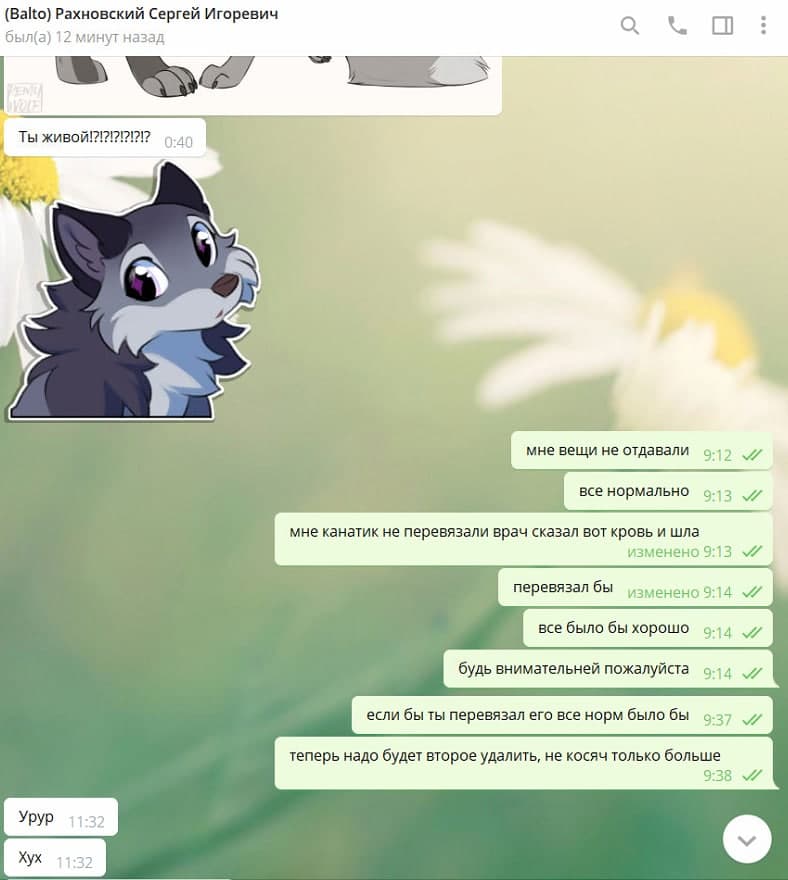 (Balto) Рахновский Сергей Игоревич
был(а) 12 минут назад
Ты живой!?!?!?!?!?!? 0:40
мне вещи не отдавали 9:12
все нормально 9:13
мне канатик не перевязали врач сказал вот кровь и шла
изменено 9:13
перевязал бы изменено 9:14
все было бы хорошо 9:14
будь внимательней пожалуйста 9:14
если бы ты перевязал его все норм было бы 9:37
теперь надо будет второе удалить, не косяч только больше
9:38
Урур 11:32
Хух 11:32